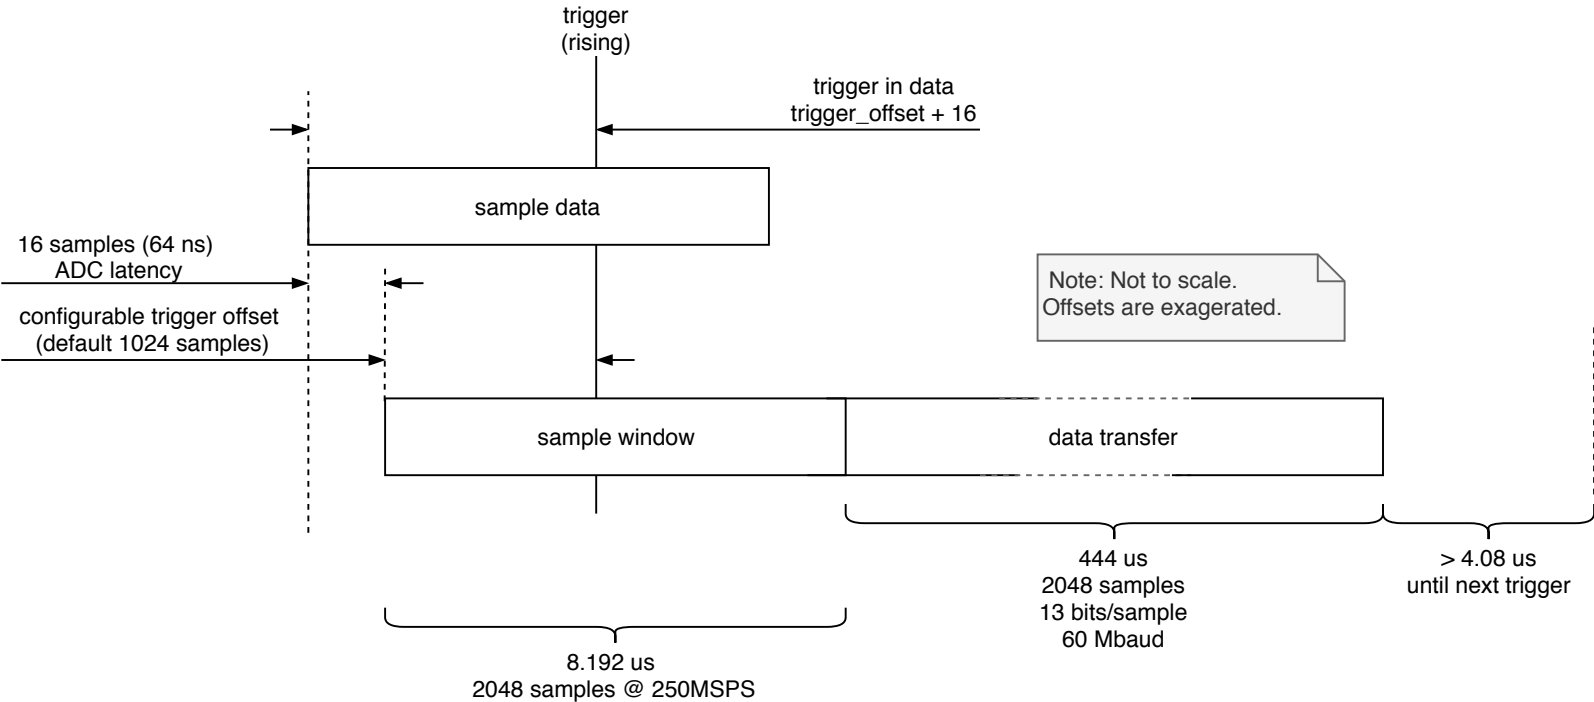 trigger
(rising)
trigger in data
trigger_offset + 16
sample data
16 samples (64 ns)
ADC latency
Note: Not to scale.
Offsets are exagerated.
configurable trigger offset
(default 1024 samples)
sample window
data transfer
444 us
2048 samples
13 bits/sample
60 Mbaud
> 4.08 us
until next trigger
8.192 us
2048 samples @ 250MSPS